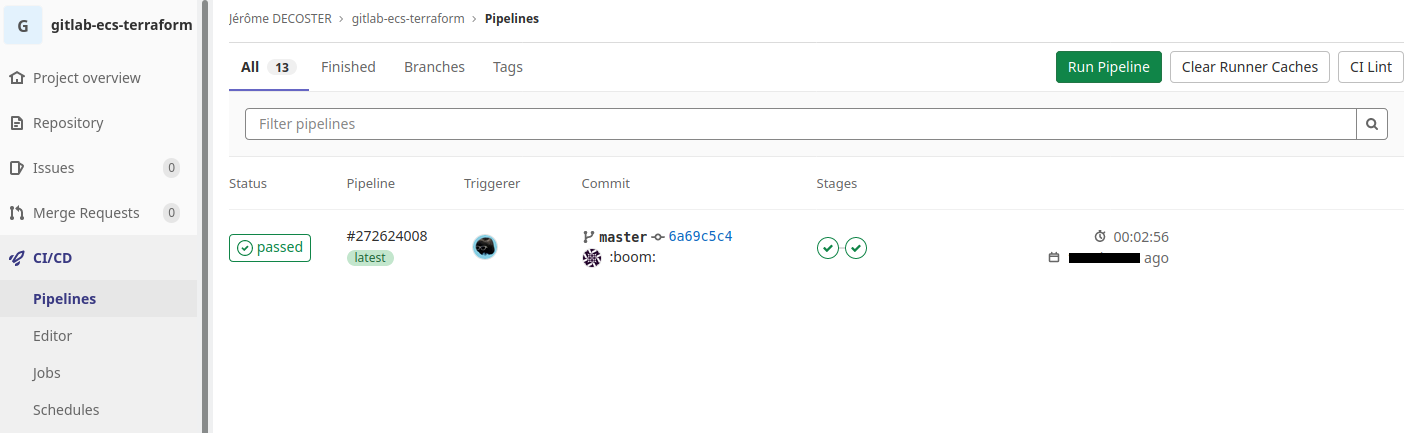 G gitlab-ecs-terraform
Project overview
Repository
Issues 0
Merge Requests 0
CI/CD
Pipelines
Editor
Jobs
Schedules
Jérôme DECOSTER › gitlab-ecs-terraform › Pipelines
All 13 Finished Branches Tags Run Pipeline Clear Runner Caches CI Lint
Filter pipelines
Status Pipeline Triggerer Commit Stages
passed #272624008 master 6a69c5c4 00:02:56
latest :boom: ago